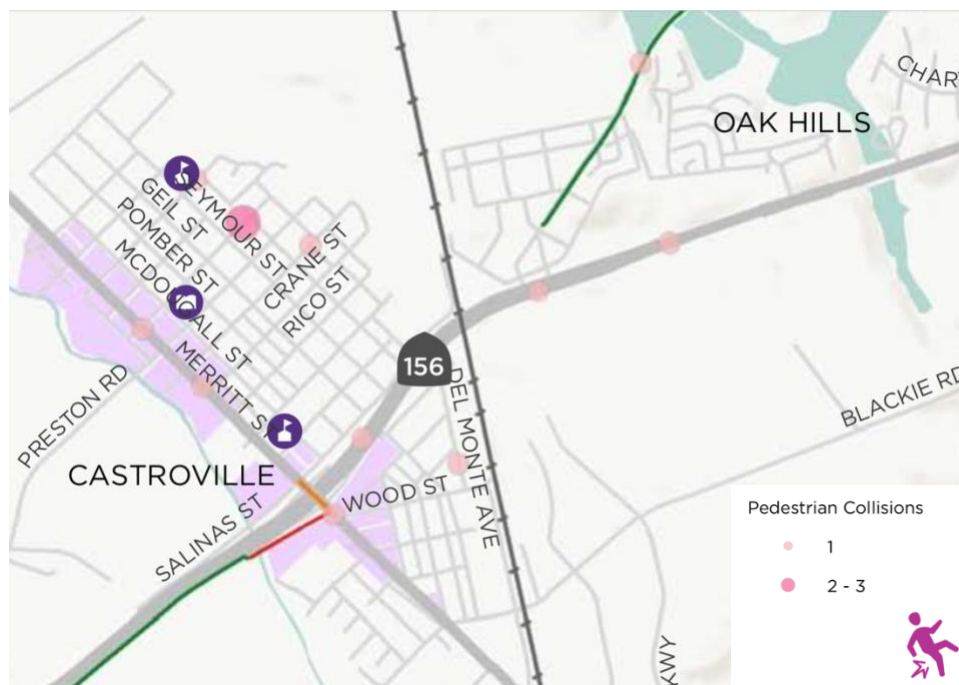 CHAR
OAK HILLS
SEYMOUR ST
GEIL ST
POMBER ST
MCDOUGALL ST
CRANE ST
RICO ST
MERRITT ST
156
PRESTON RD
DEL MONTE AVE
BLACKIE RD
CASTROVILLE
WOOD ST
SALINAS ST
KWY
Pedestrian Collisions
1
2 - 3